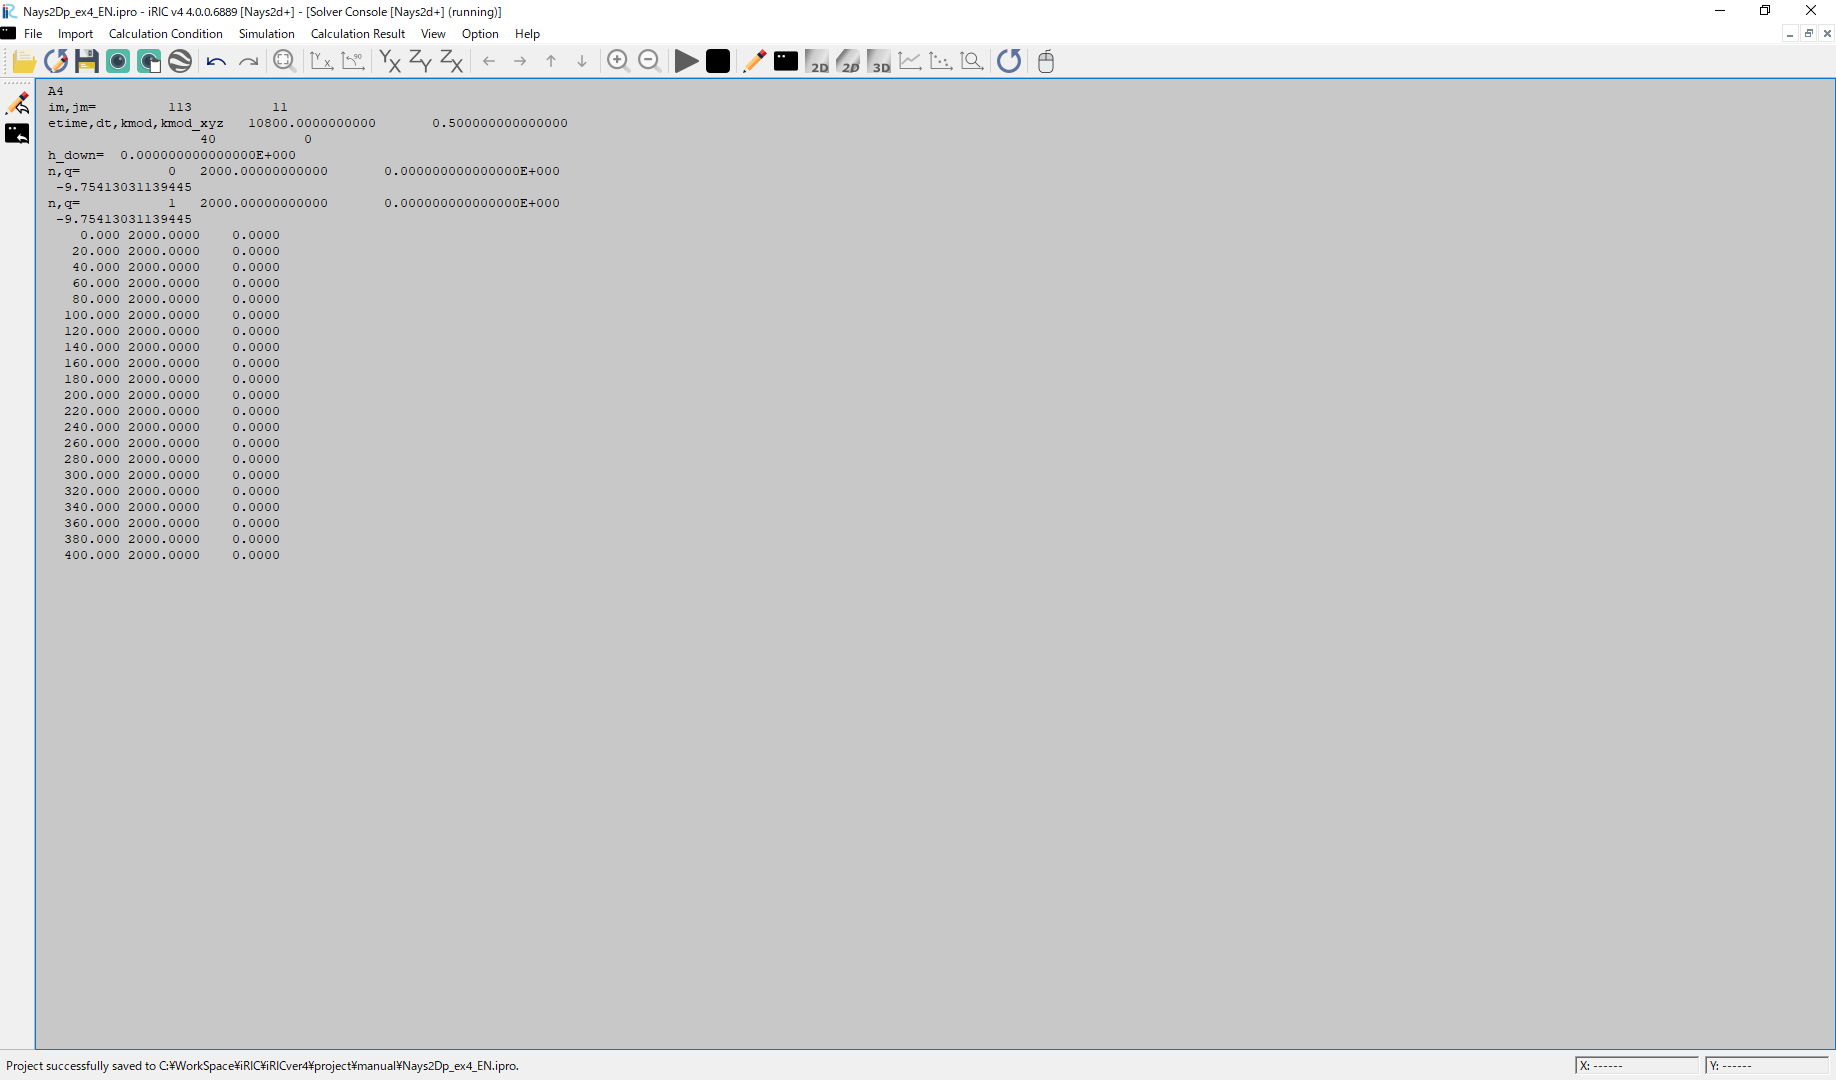 Nays2Dp_ex4_EN.ipro - iRIC v4 4.0.0.6889 [Nays2d+] - [Solver Console [Nays2d+] (running)]
File Import Calculation Condition Simulation Calculation Result View Option Help
A4
im,jm= 113 11
etime,dt,kmod,kmod_xyz 10800.0000000000 0.500000000000000
40 0
h_down= 0.000000000000000E+000
n,q= 0 2000.00000000000 0.000000000000000E+000
-9.75413031139445
n,q= 1 2000.00000000000 0.000000000000000E+000
-9.75413031139445
0.000 2000.0000 0.0000
20.000 2000.0000 0.0000
40.000 2000.0000 0.0000
60.000 2000.0000 0.0000
80.000 2000.0000 0.0000
100.000 2000.0000 0.0000
120.000 2000.0000 0.0000
140.000 2000.0000 0.0000
160.000 2000.0000 0.0000
180.000 2000.0000 0.0000
200.000 2000.0000 0.0000
220.000 2000.0000 0.0000
240.000 2000.0000 0.0000
260.000 2000.0000 0.0000
280.000 2000.0000 0.0000
300.000 2000.0000 0.0000
320.000 2000.0000 0.0000
340.000 2000.0000 0.0000
360.000 2000.0000 0.0000
380.000 2000.0000 0.0000
400.000 2000.0000 0.0000
Project successfully saved to C:¥WorkSpace¥iRIC¥iRICver4¥project¥manual¥Nays2Dp_ex4_EN.ipro.
X: ------ Y: ------